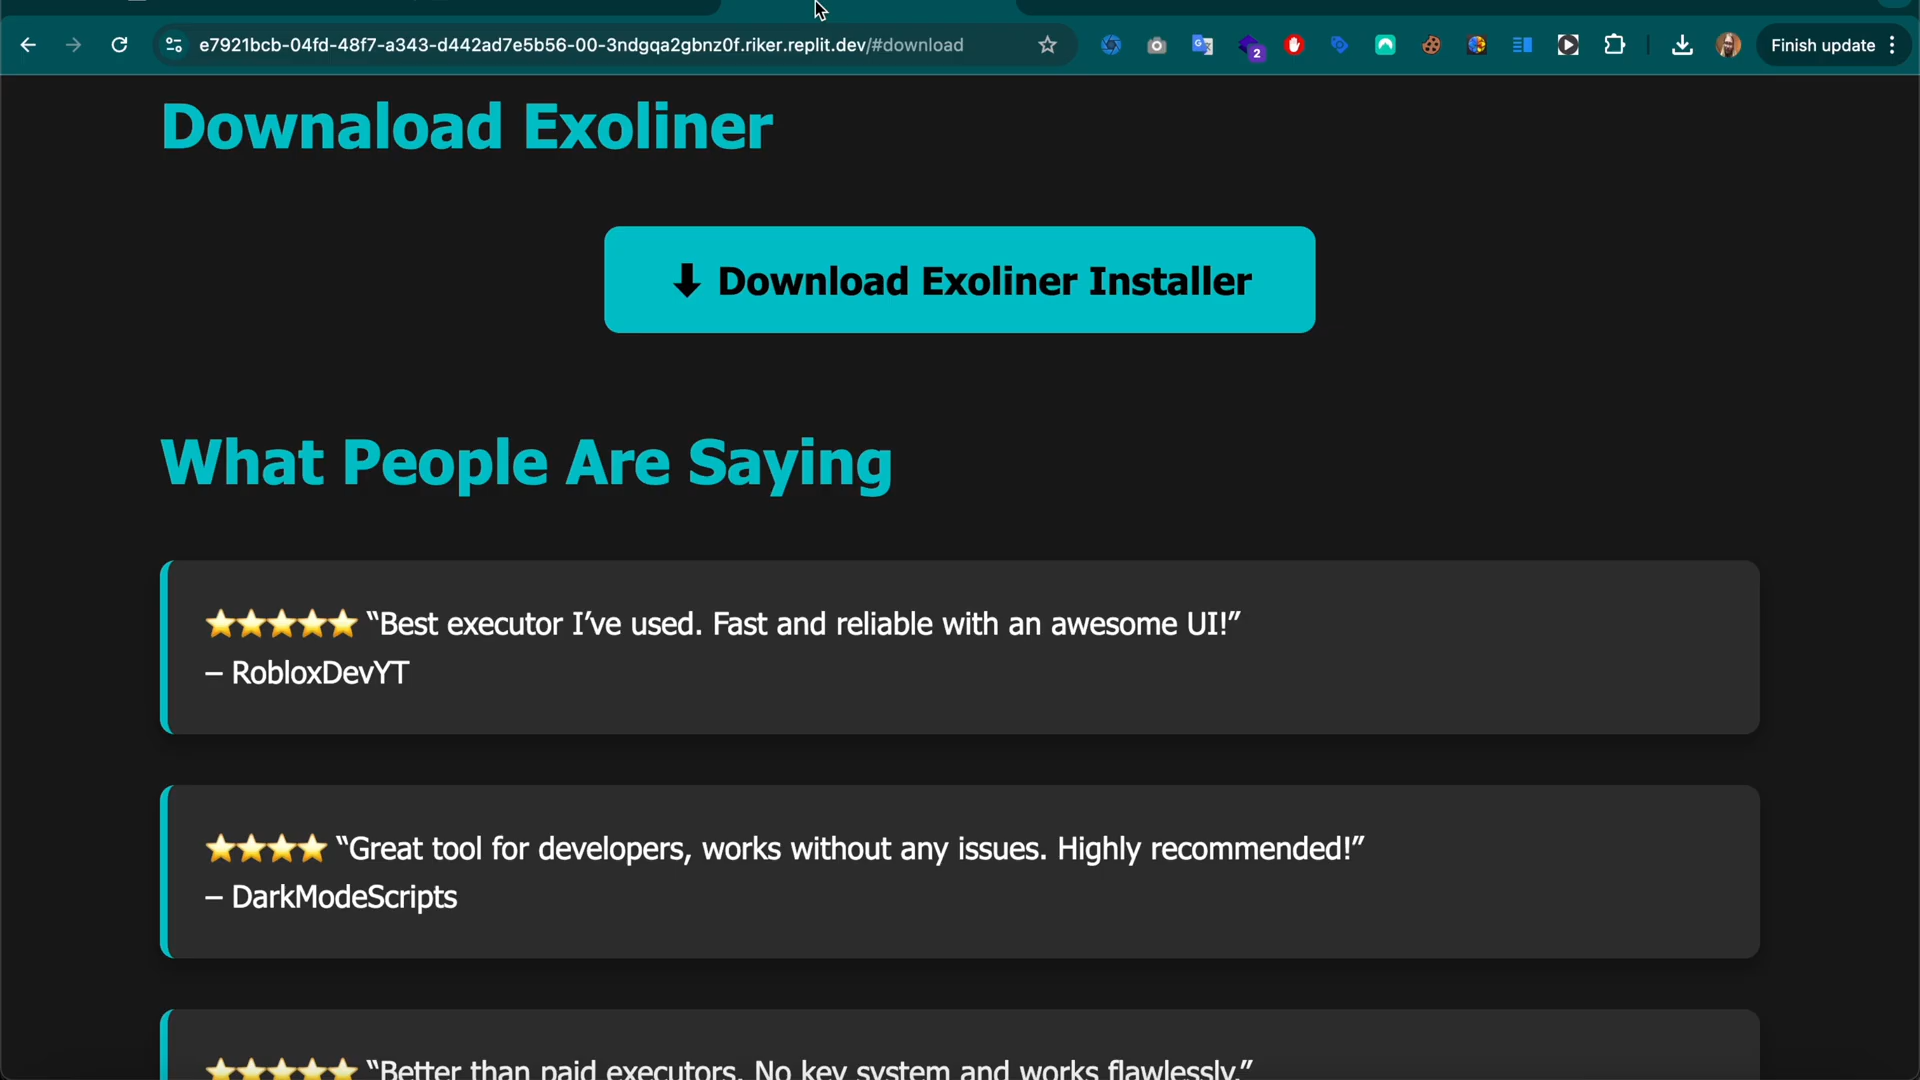 e7921bcb-04fd-48f7-a343-d442ad7e5b56-00-3ndgqa2gbnz0f.riker.replit.dev/#download
2
Finish update
Downaload Exoliner
⬇ Download Exoliner Installer
What People Are Saying
⭐⭐⭐⭐⭐ “Best executor I’ve used. Fast and reliable with an awesome UI!”
– RobloxDevYT
⭐⭐⭐⭐ “Great tool for developers, works without any issues. Highly recommended!”
– DarkModeScripts
⭐⭐⭐⭐⭐ “Better than paid executors. No key system and works flawlessly.”